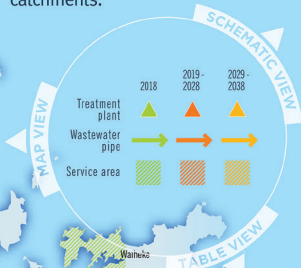 catchments.
SCHEMATIC VIEW
2018
2019 -
2028
2029 -
2038
Treatment
plant
Wastewater
pipe
Service area
MAP VIEW
TABLE VIEW
Waiheke